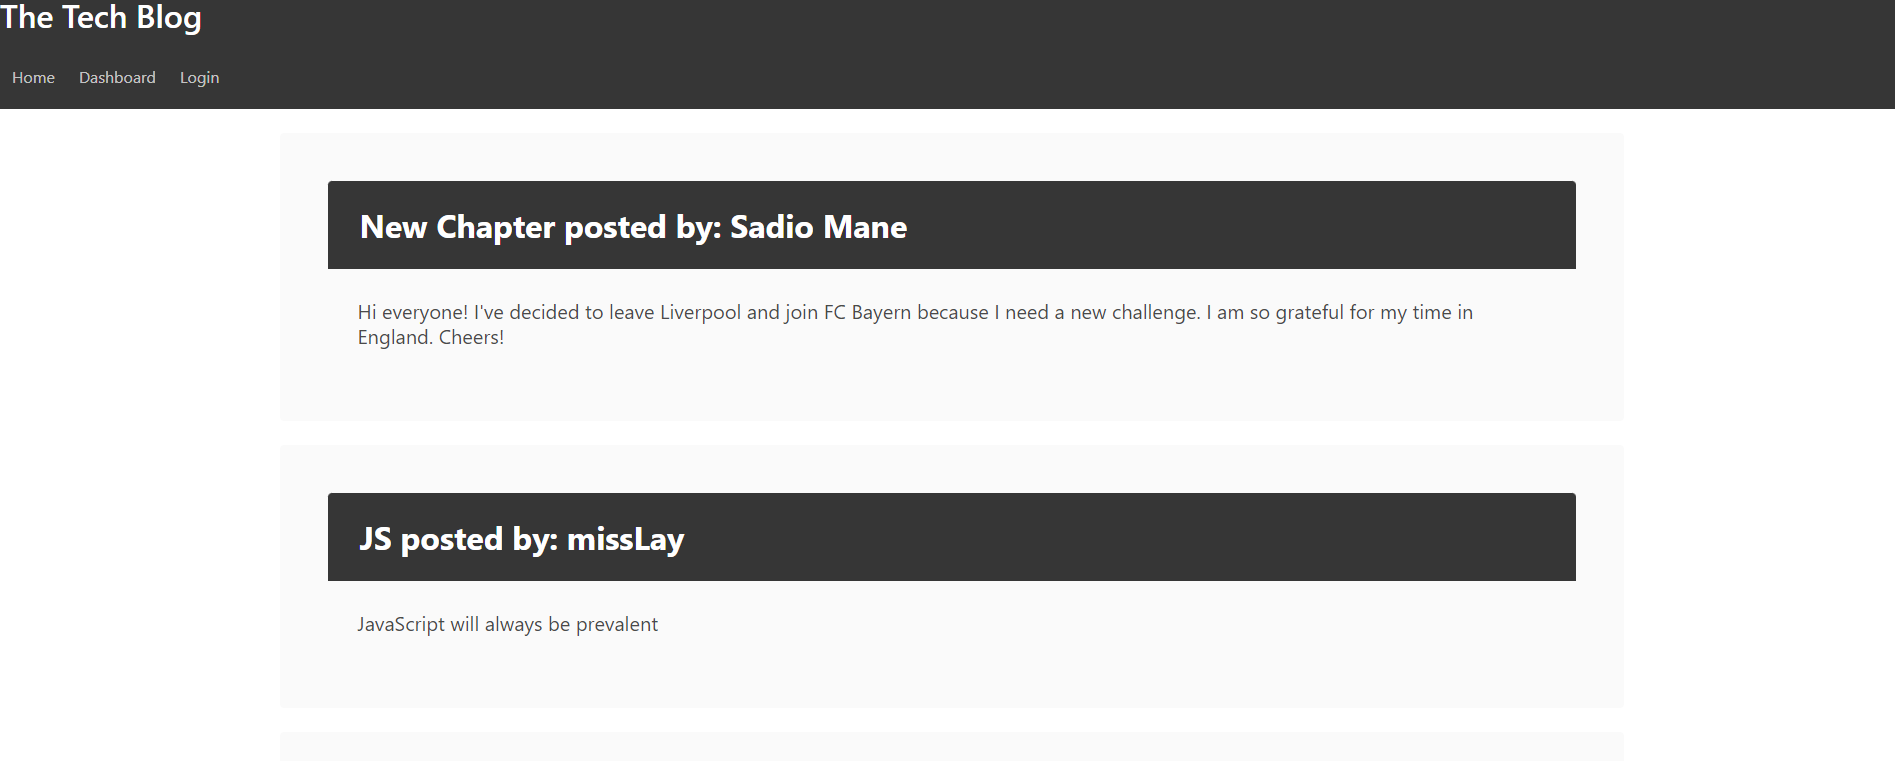 The Tech Blog
Home Dashboard Login
New Chapter posted by: Sadio Mane
Hi everyone! I've decided to leave Liverpool and join FC Bayern because I need a new challenge. I am so grateful for my time in
England. Cheers!
JS posted by: missLay
JavaScript will always be prevalent